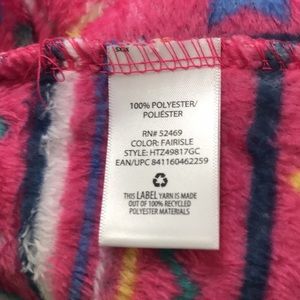 100% POLYESTER/
POLIÉSTER
RN# 52469
COLOR: FAIRISLE
STYLE: HTZ49817GC
EAN/UPC 841160462259
THIS LABEL YARN IS MADE
OUT OF 100% RECYCLED
POLYESTER MATERIALS